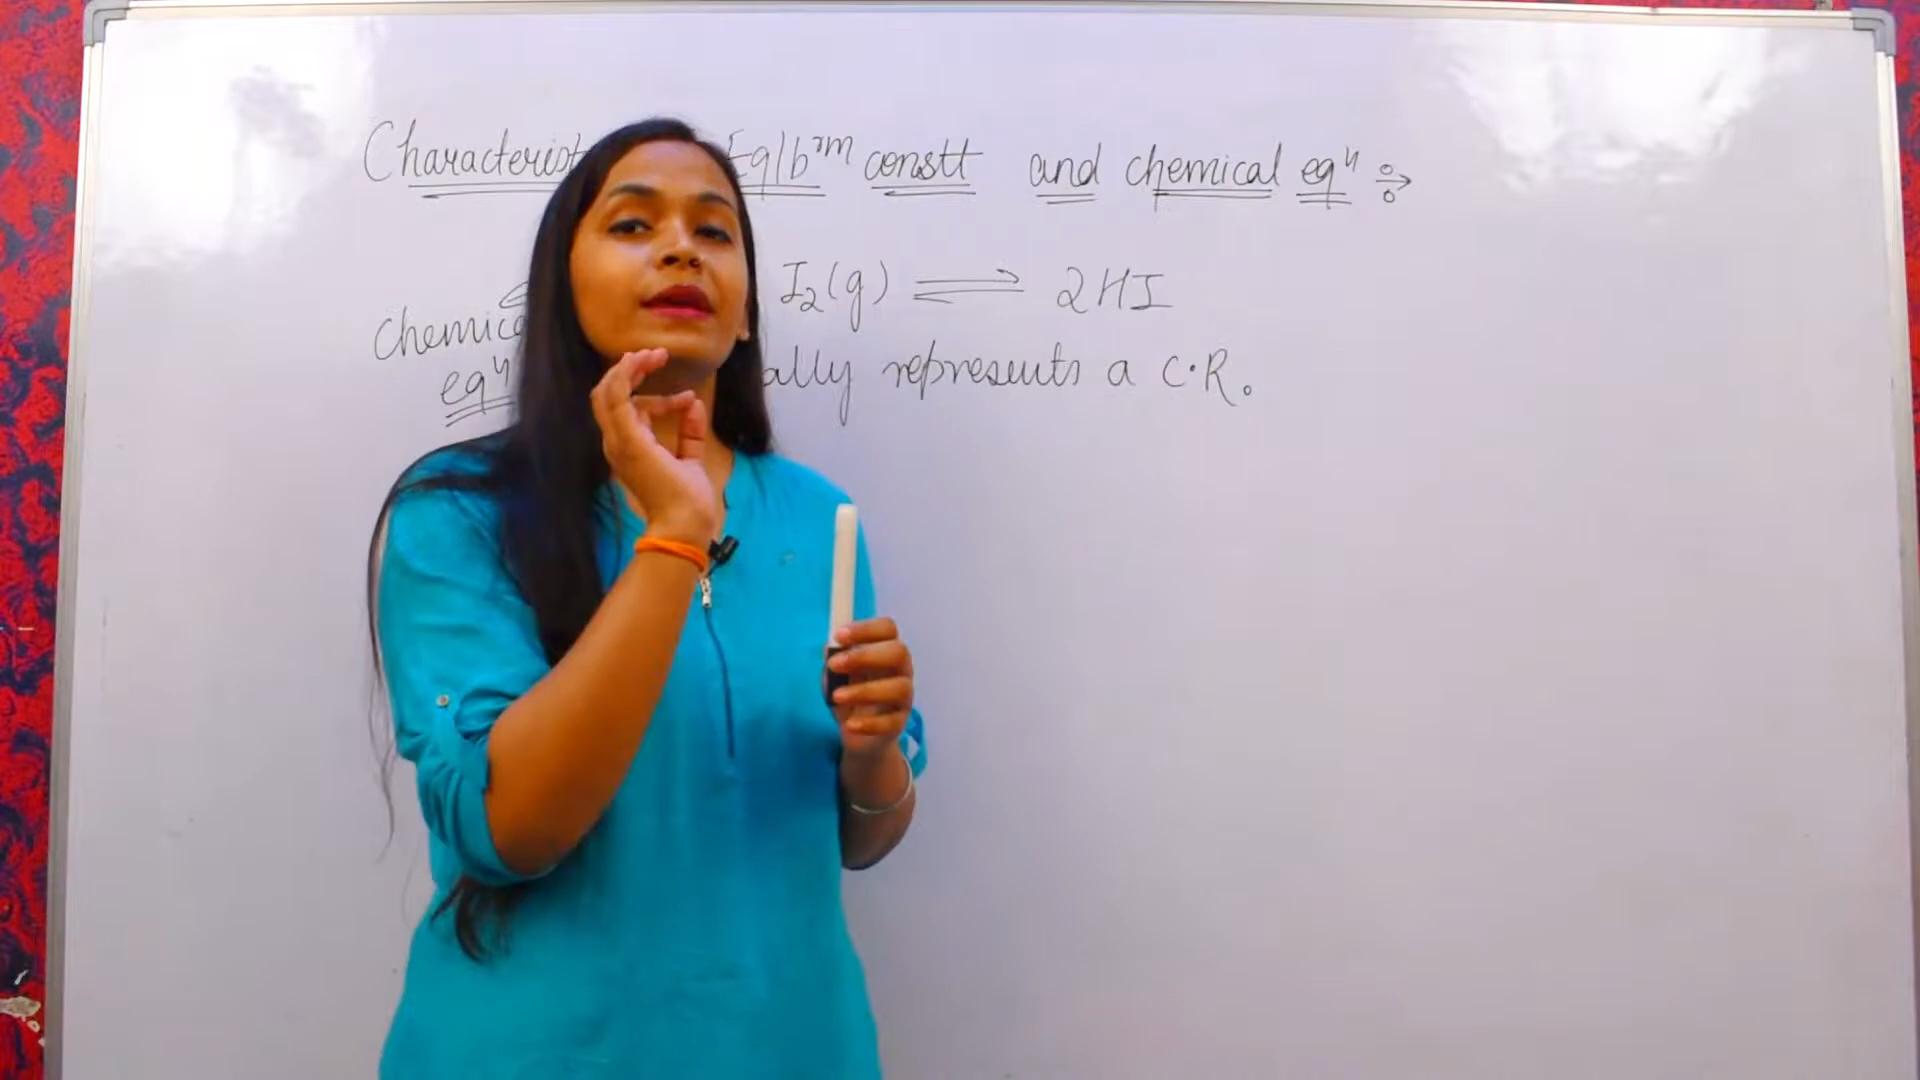 Characterist Eqlbʳᵐ constt and chemical eqⁿ
I₂(g) ⇌ 2HI
Chemica
eqⁿ ally represents a C.R.